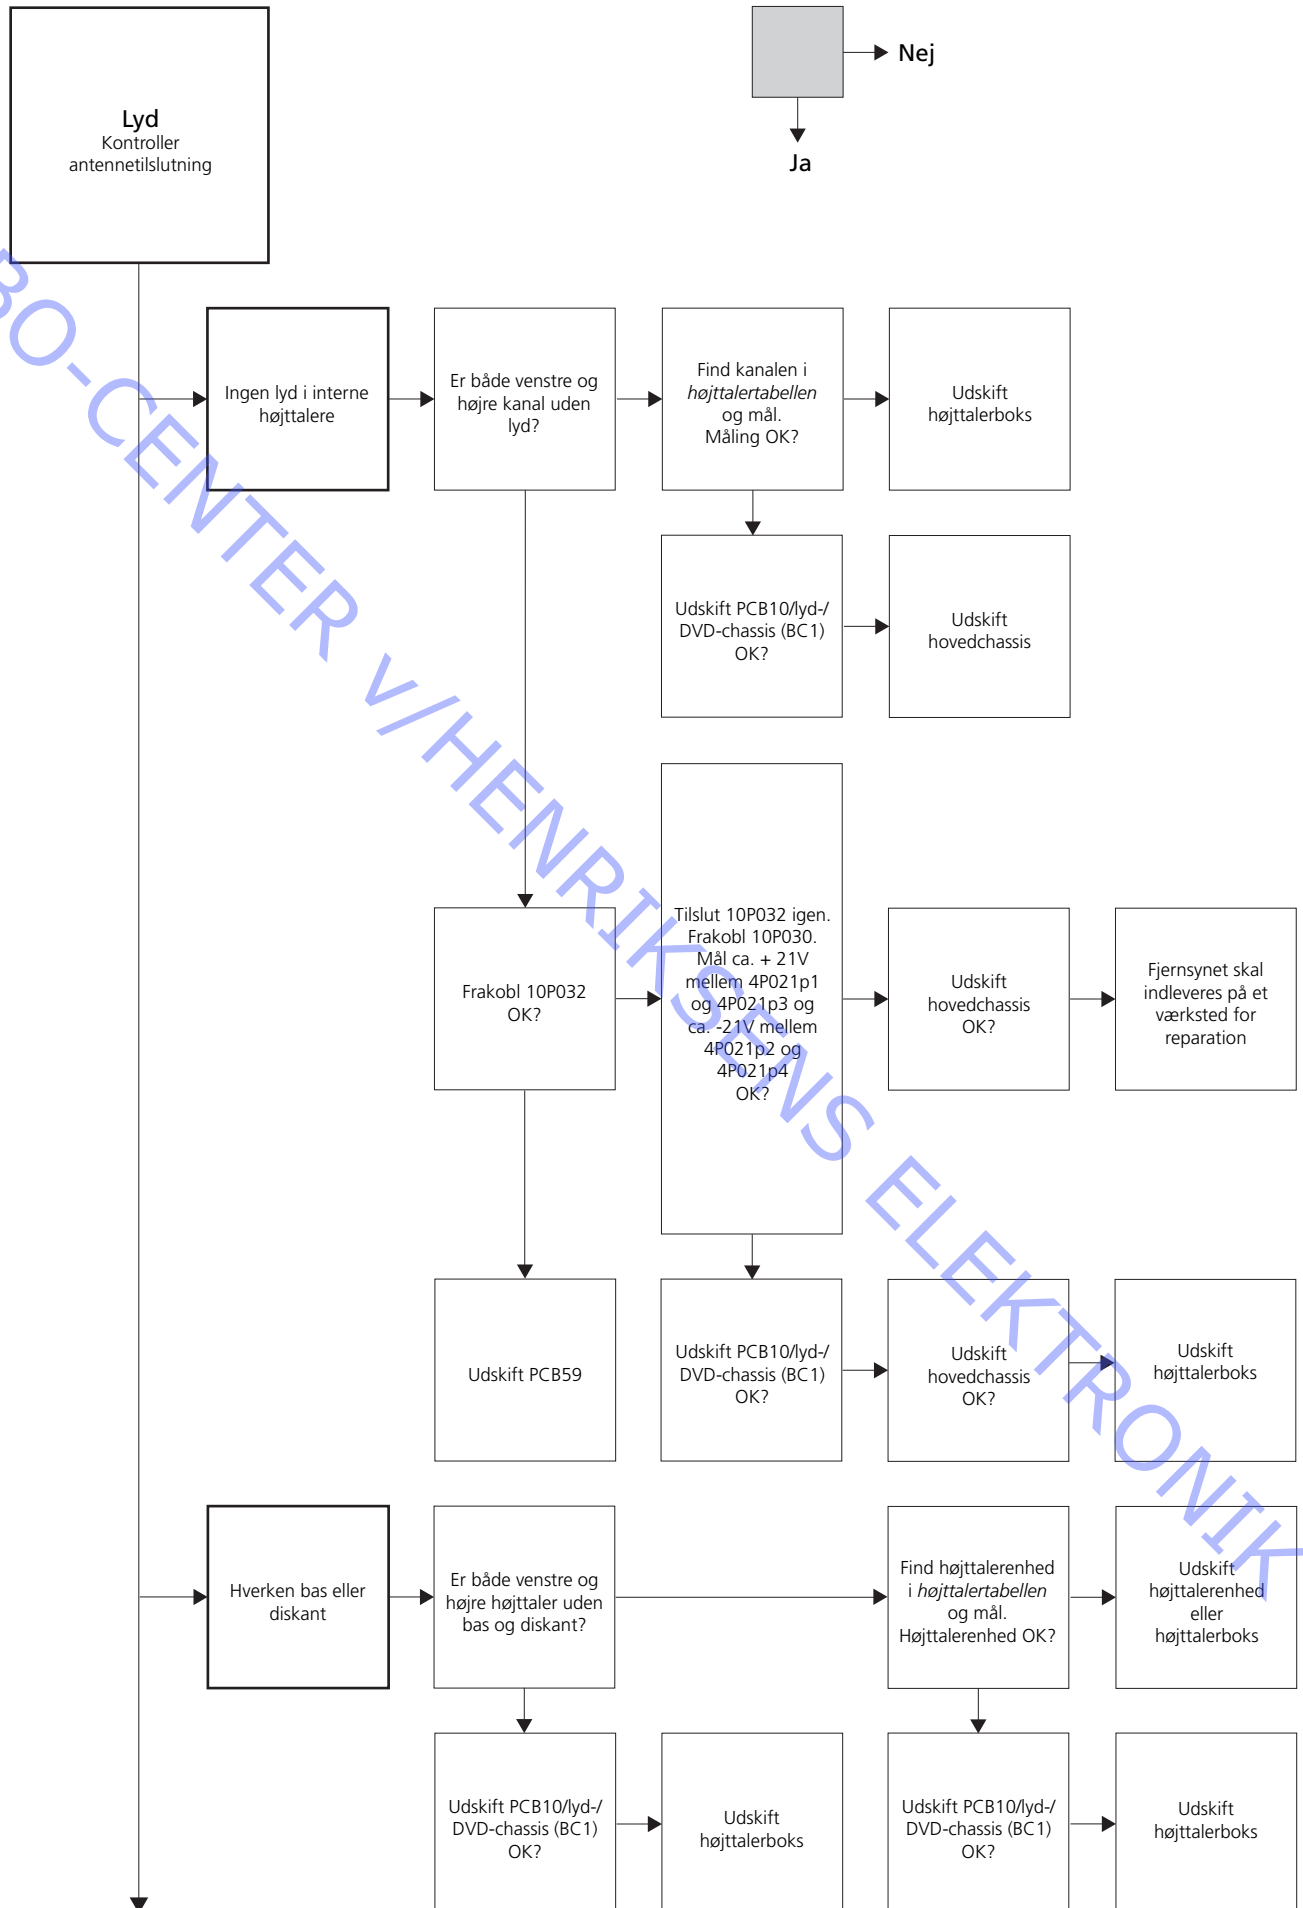 Lyd
Kontroller
antennetilslutning
Nej
Ja
Ingen lyd i interne
højttalere
Er både venstre og
højre kanal uden
lyd?
Find kanalen i
højttalertabellen
og mål.
Måling OK?
Udskift
højttalerboks
Udskift PCB10/lyd-/
DVD-chassis (BC1)
OK?
Udskift
hovedchassis
Frakobl 10P032
OK?
Tilslut 10P032 igen.
Frakobl 10P030.
Mål ca. + 21V
mellem 4P021p1
og 4P021p3 og
ca. -21V mellem
4P021p2 og
4P021p4
OK?
Udskift
hovedchassis
OK?
Fjernsynet skal
indleveres på et
værksted for
reparation
Udskift PCB59
Udskift PCB10/lyd-/
DVD-chassis (BC1)
OK?
Udskift
hovedchassis
OK?
Udskift
højttalerboks
Hverken bas eller
diskant
Er både venstre og
højre højttaler uden
bas og diskant?
Find højttalerenhed
i højttalertabellen
og mål.
Højttalerenhed OK?
Udskift
højttalerenhed
eller
højttalerboks
Udskift PCB10/lyd-/
DVD-chassis (BC1)
OK?
Udskift
højttalerboks
Udskift PCB10/lyd-/
DVD-chassis (BC1)
OK?
Udskift
højttalerboks
BO-CENTER v/HENRIKSENS ELEKTRONIK